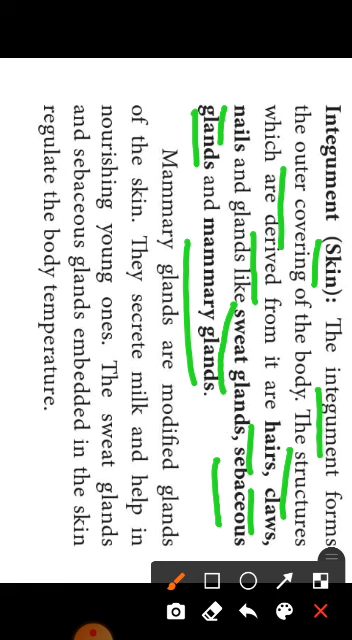 Integument (Skin): The integument forms
the outer covering of the body. The structures
which are derived from it are hairs, claws,
nails and glands like sweat glands, sebaceous
glands and mammary glands.
Mammary glands are modified glands
of the skin. They secrete milk and help in
nourishing young ones. The sweat glands
and sebaceous glands embedded in the skin
regulate the body temperature.